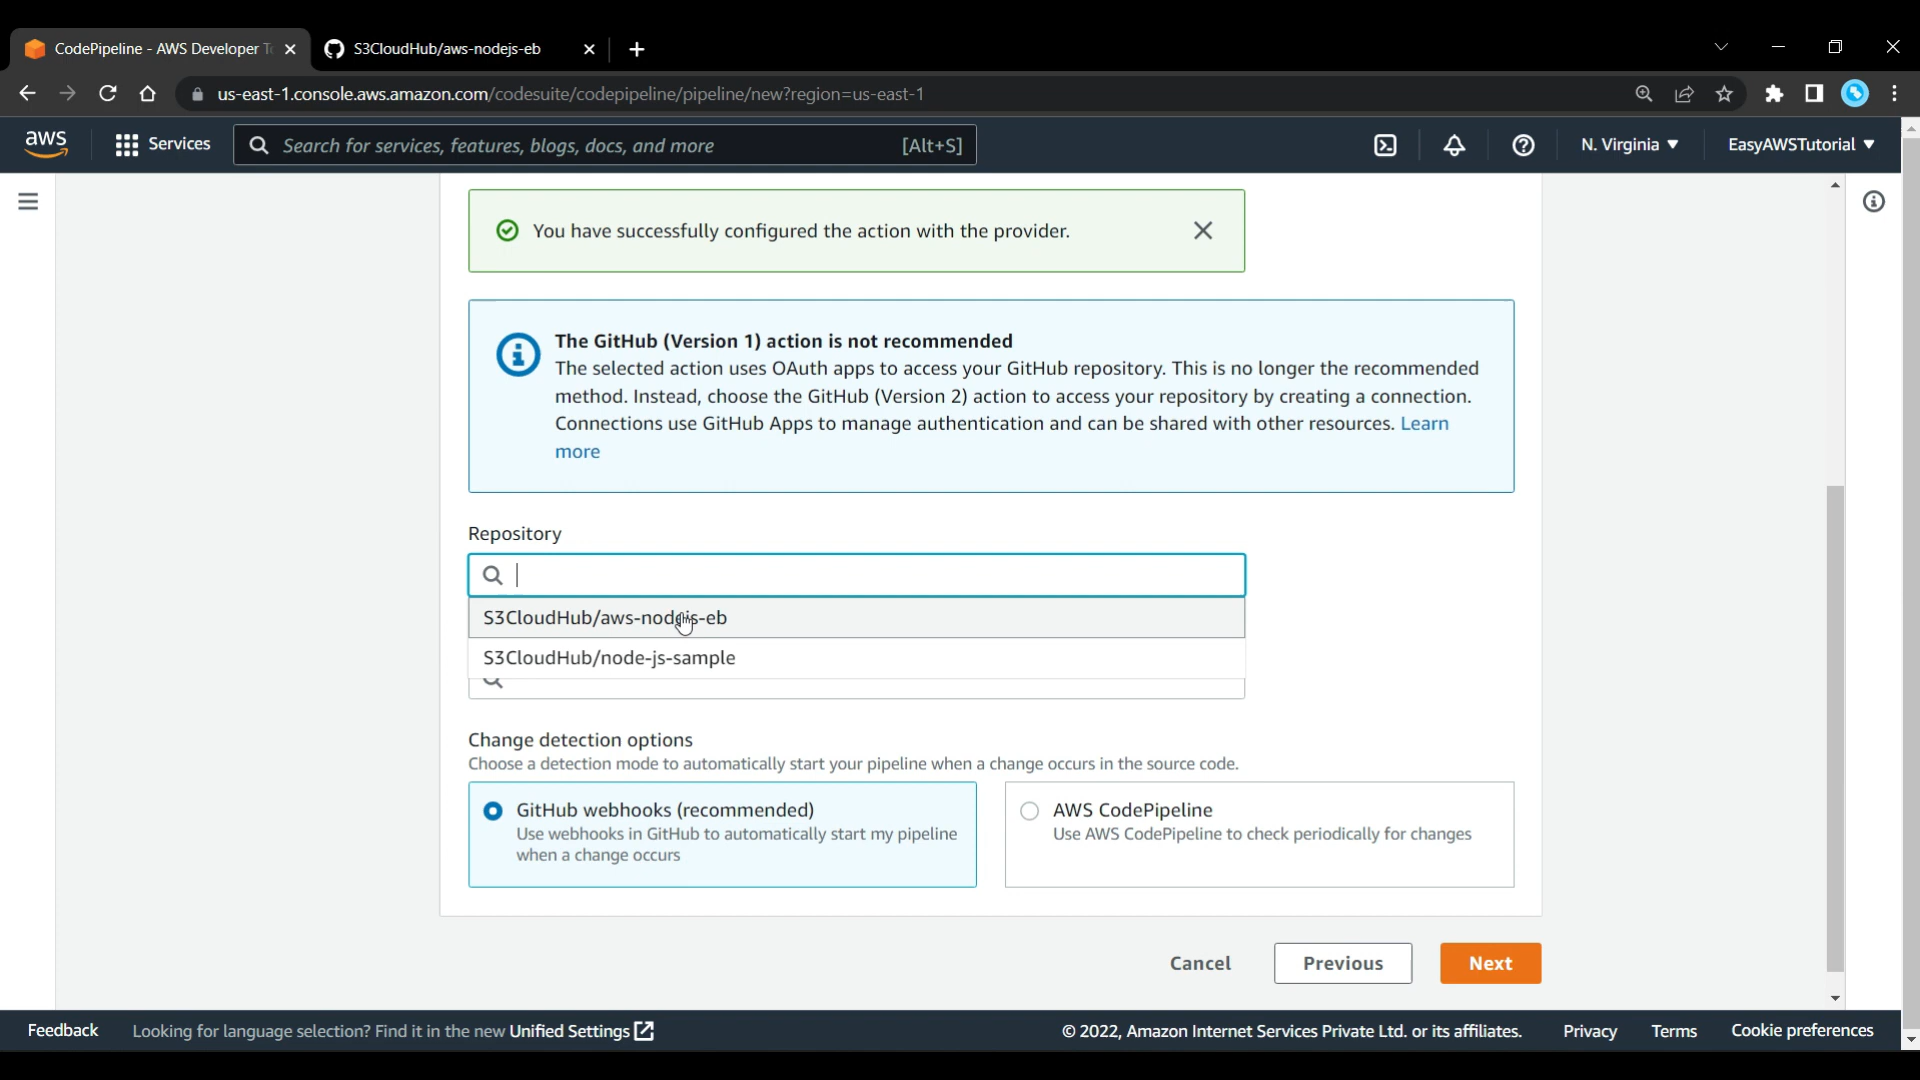 CodePipeline - AWS Developer T
S3CloudHub/aws-nodejs-eb
us-east-1.console.aws.amazon.com/codesuite/codepipeline/pipeline/new?region=us-east-1
aws
Services
Search for services, features, blogs, docs, and more
[Alt+S]
N. Virginia
EasyAWSTutorial
You have successfully configured the action with the provider.
The GitHub (Version 1) action is not recommended
The selected action uses OAuth apps to access your GitHub repository. This is no longer the recommended
method. Instead, choose the GitHub (Version 2) action to access your repository by creating a connection.
Connections use GitHub Apps to manage authentication and can be shared with other resources. Learn
more
Repository
S3CloudHub/aws-nodejs-eb
S3CloudHub/node-js-sample
Change detection options
Choose a detection mode to automatically start your pipeline when a change occurs in the source code.
GitHub webhooks (recommended)
Use webhooks in GitHub to automatically start my pipeline
when a change occurs
AWS CodePipeline
Use AWS CodePipeline to check periodically for changes
Cancel
Previous
Next
Feedback
Looking for language selection? Find it in the new Unified Settings
© 2022, Amazon Internet Services Private Ltd. or its affiliates.
Privacy
Terms
Cookie preferences